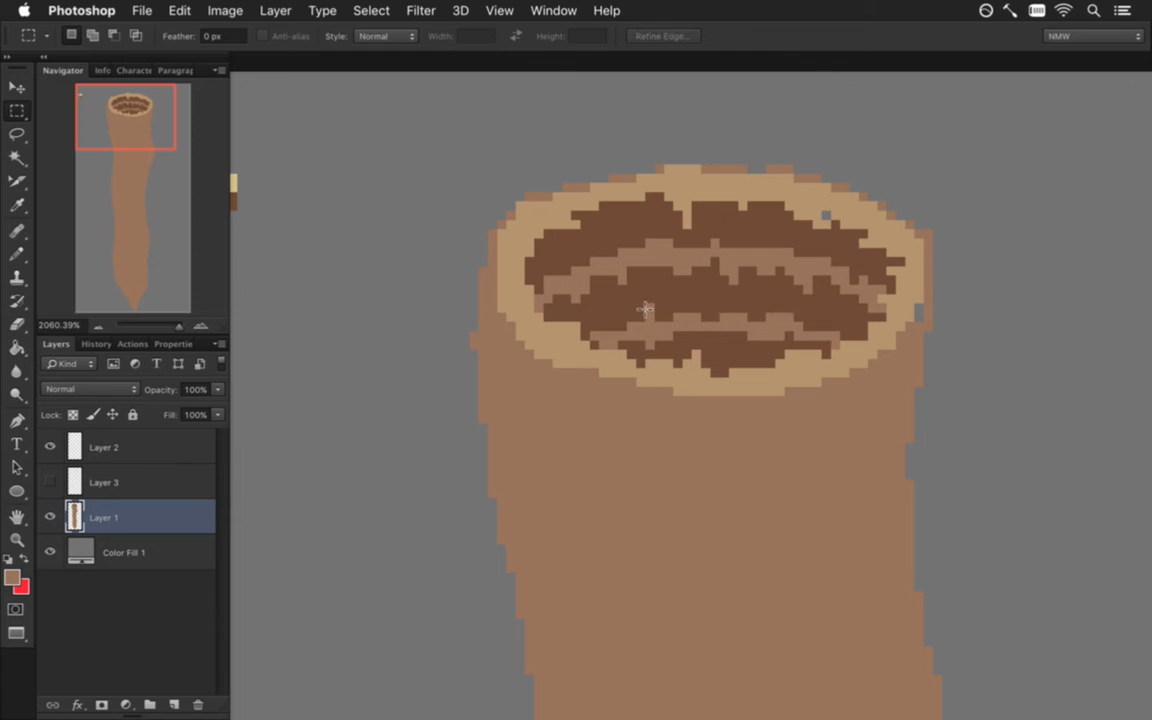 Photoshop File Edit Image Layer Type Select Filter 3D View Window Help
Feather: 0 px Anti-alias Style: Normal Width: Height: Refine Edge... NMW
Navigator Info Characte Paragrap
2060.39%
Layers History Actions Propertie
Kind
Normal Opacity: 100%
Lock: Fill: 100%
Layer 2
Layer 3
Layer 1
Color Fill 1